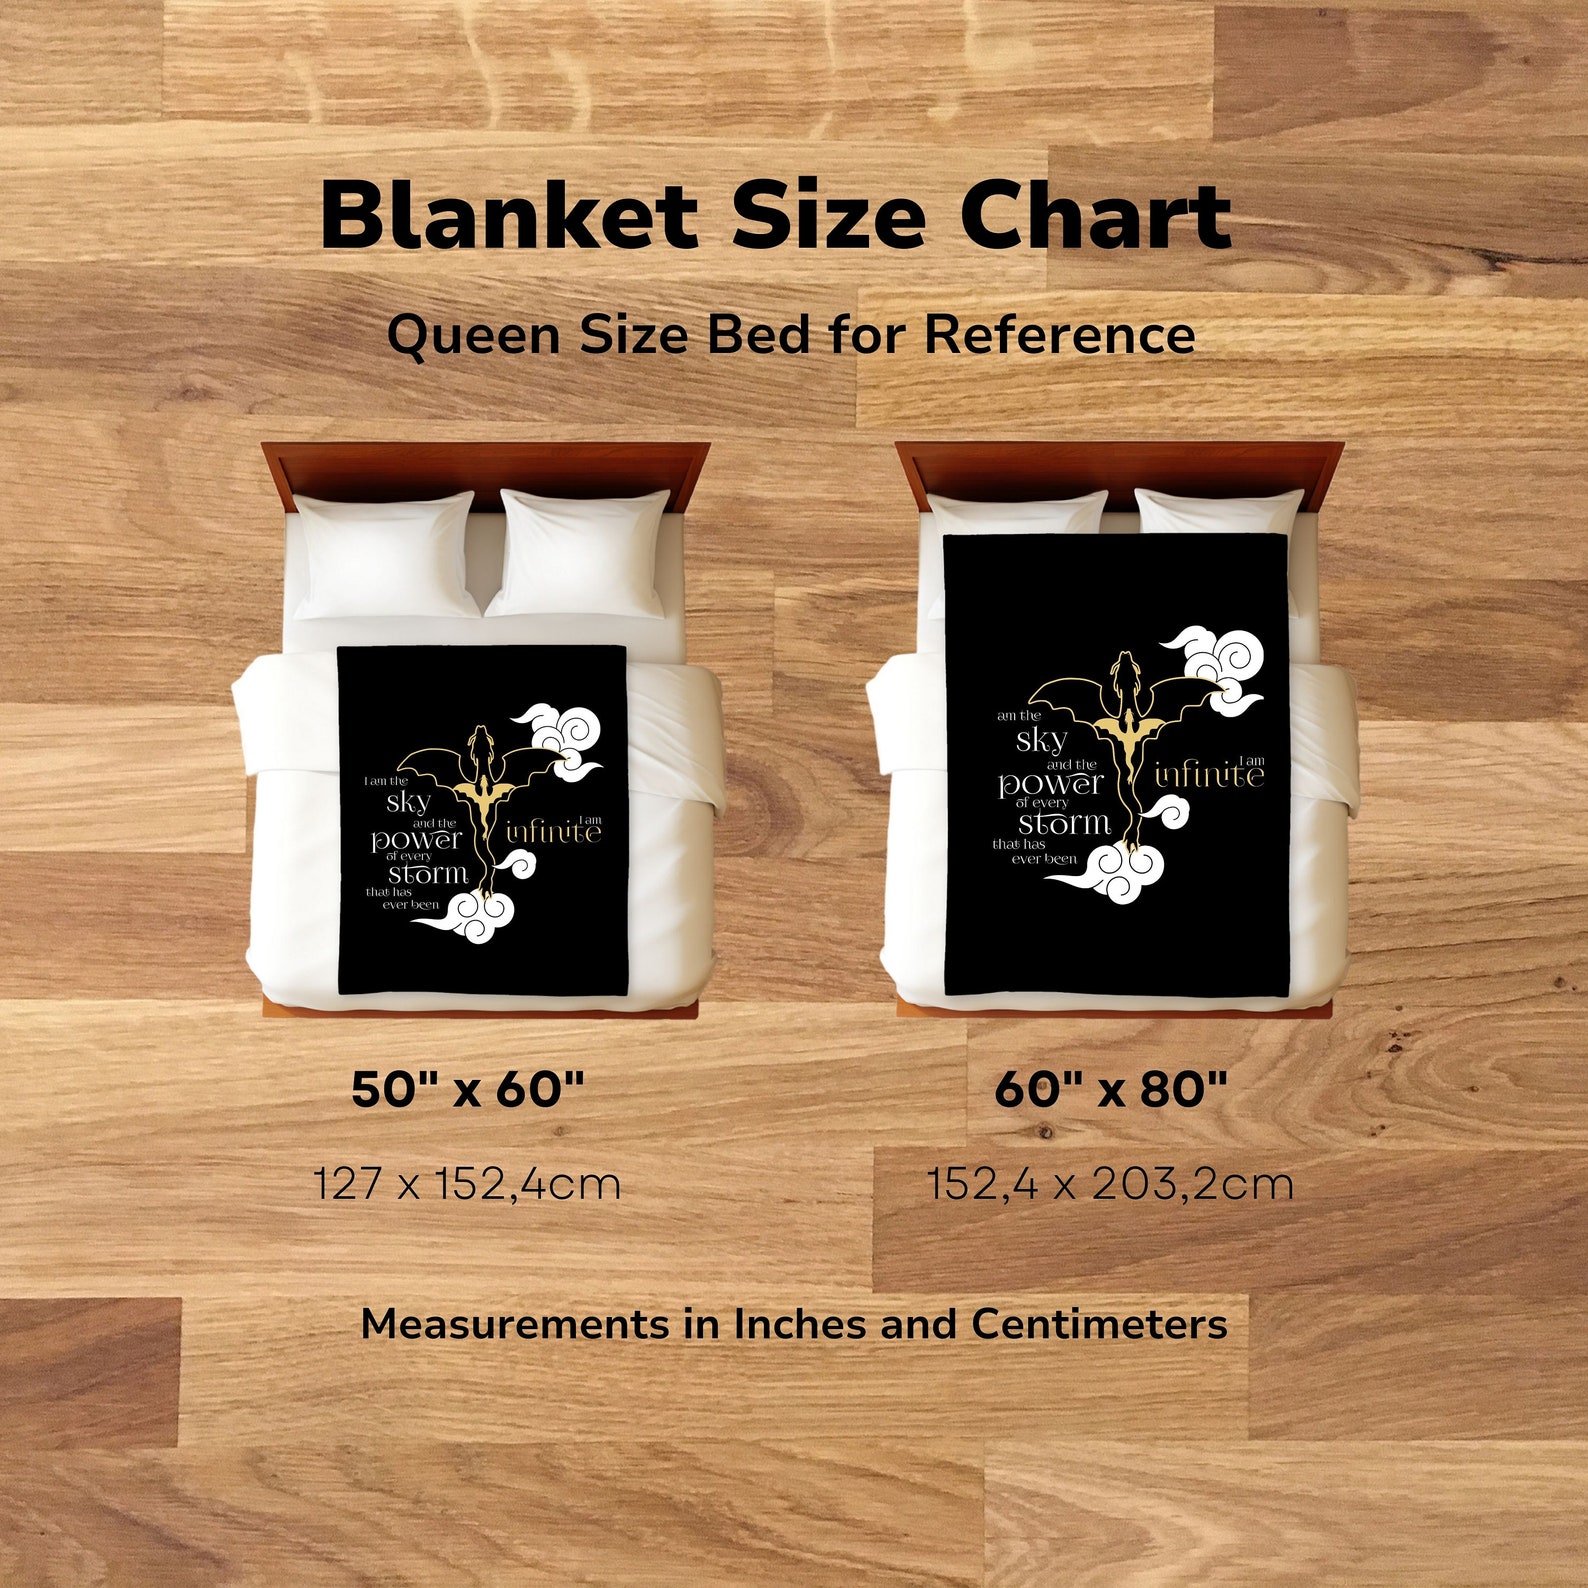 Blanket Size Chart
Queen Size Bed for Reference
I am the
sky
and the
power
of every
storm
that has
ever been
I am
infinite
am the
sky
and the
power
of every
storm
that has
ever been
I am
infinite
50" x 60"
127 x 152,4cm
60" x 80"
152,4 x 203,2cm
Measurements in Inches and Centimeters